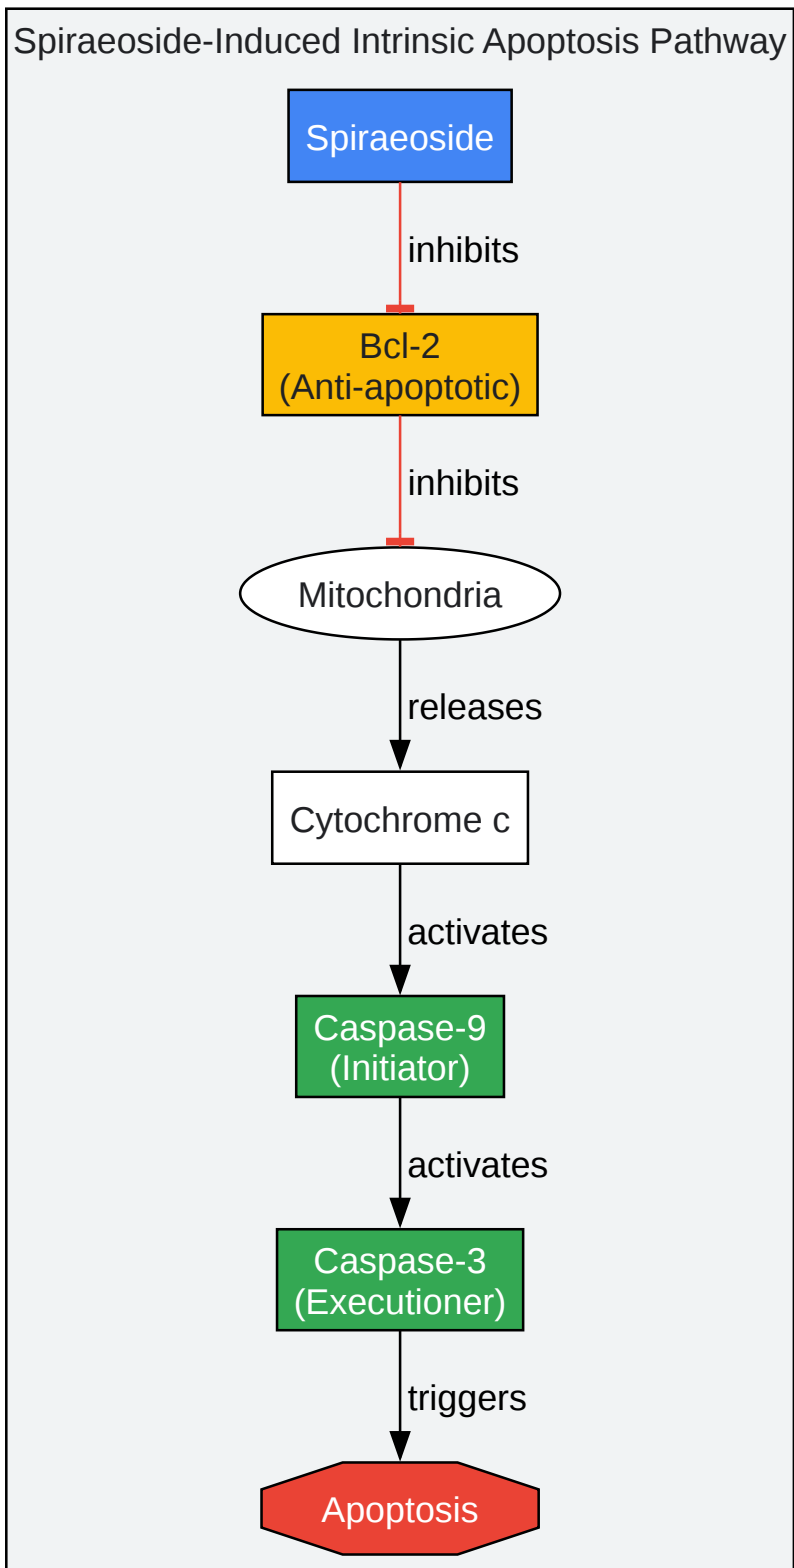 Spiraeoside-Induced Intrinsic Apoptosis Pathway
Spiraeoside
inhibits
Bcl-2
(Anti-apoptotic)
inhibits
Mitochondria
releases
Cytochrome c
activates
Caspase-9
(Initiator)
activates
Caspase-3
(Executioner)
triggers
Apoptosis